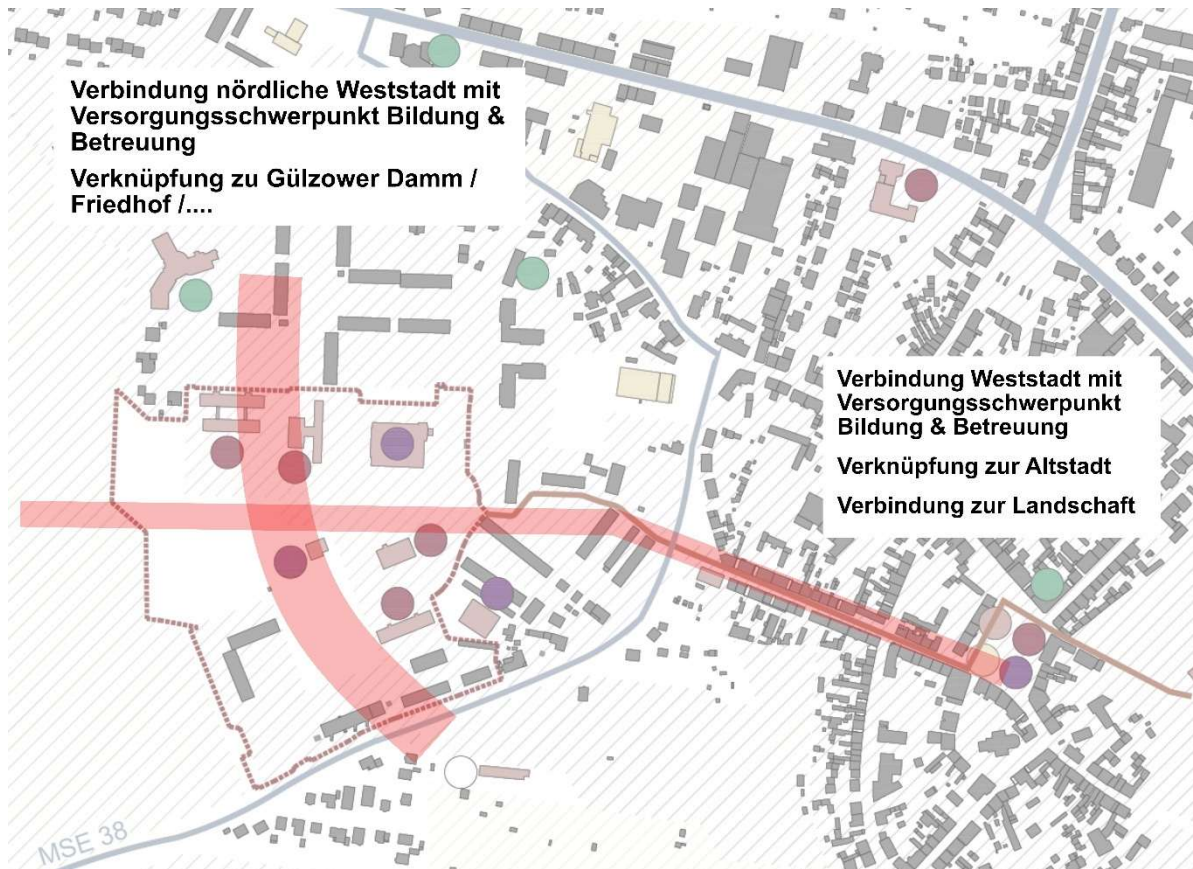 Verbindung nördliche Weststadt mit
Versorgungsschwerpunkt Bildung &
Betreuung
Verknüpfung zu Gülzower Damm /
Friedhof /....
Verbindung Weststadt mit
Versorgungsschwerpunkt
Bildung & Betreuung
Verknüpfung zur Altstadt
Verbindung zur Landschaft
MSE 38